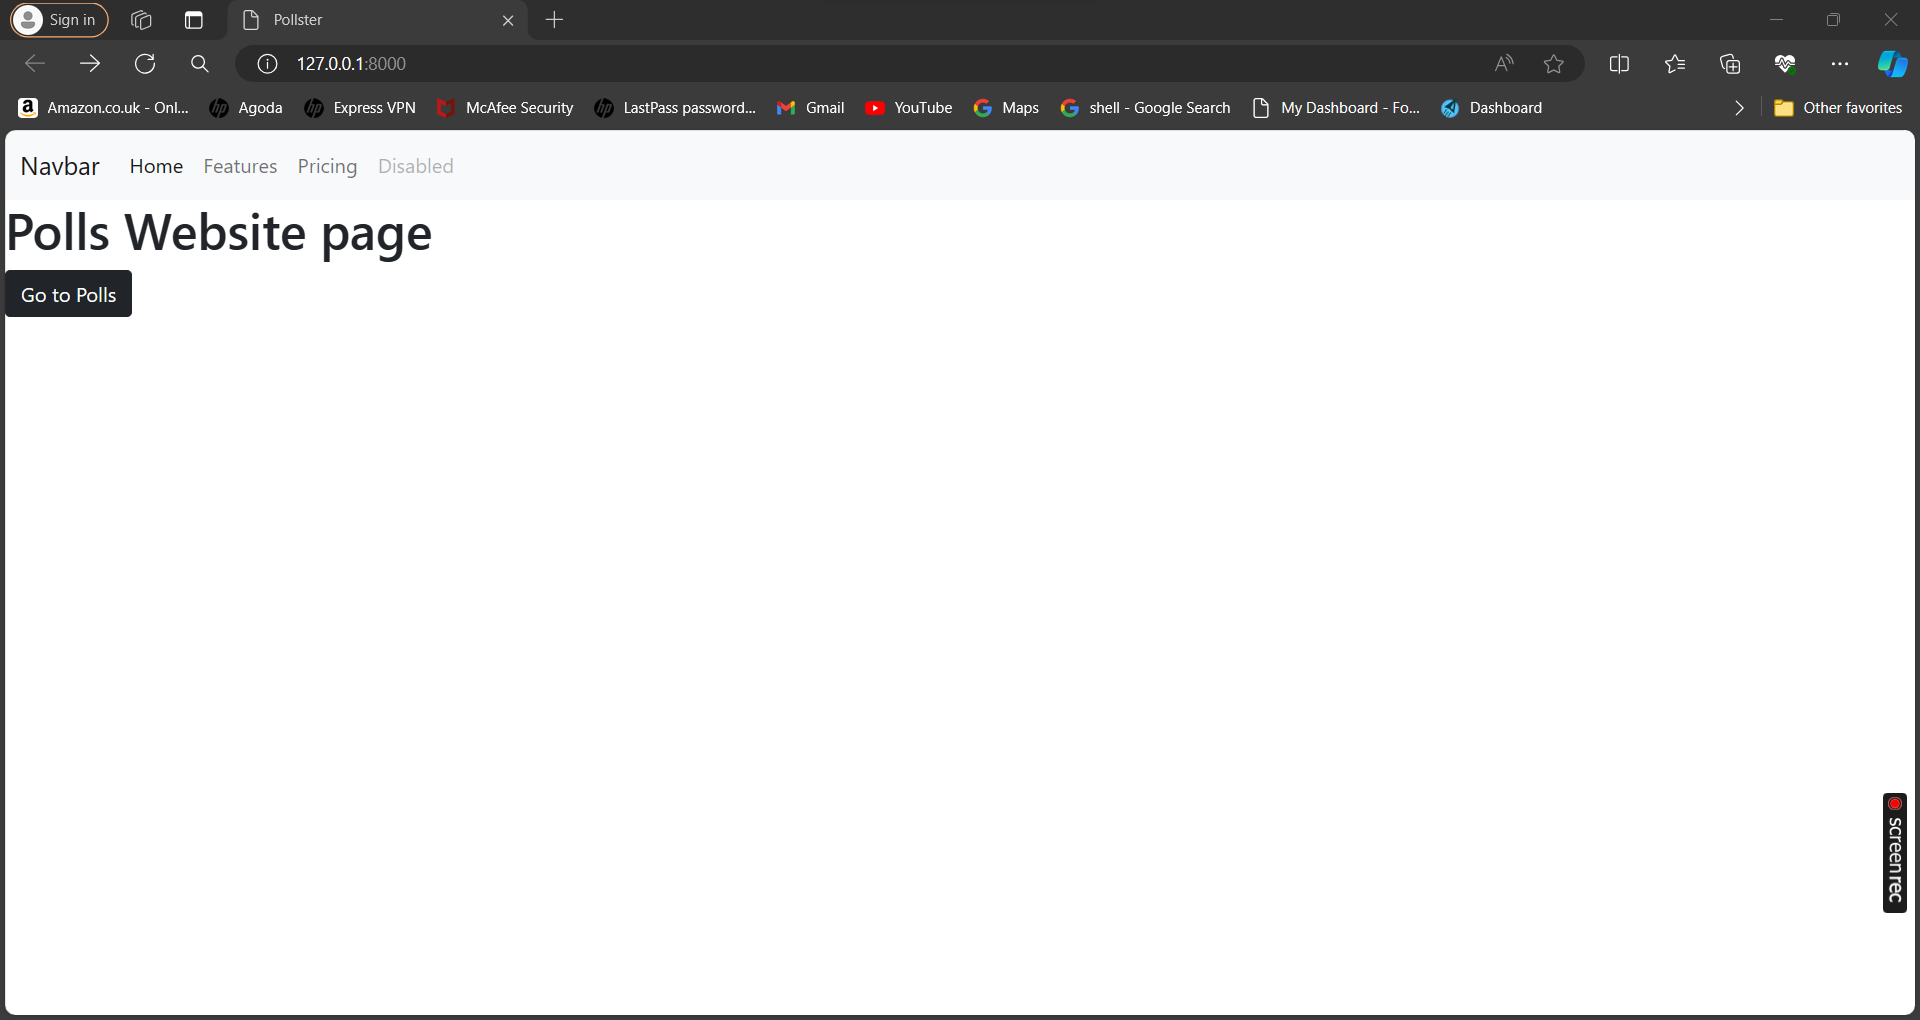 Sign in
Pollster
127.0.0.1:8000
Amazon.co.uk - Onl... Agoda Express VPN McAfee Security LastPass password... Gmail YouTube Maps shell - Google Search My Dashboard - Fo... Dashboard Other favorites
Navbar Home Features Pricing Disabled
Polls Website page
Go to Polls
screenrec